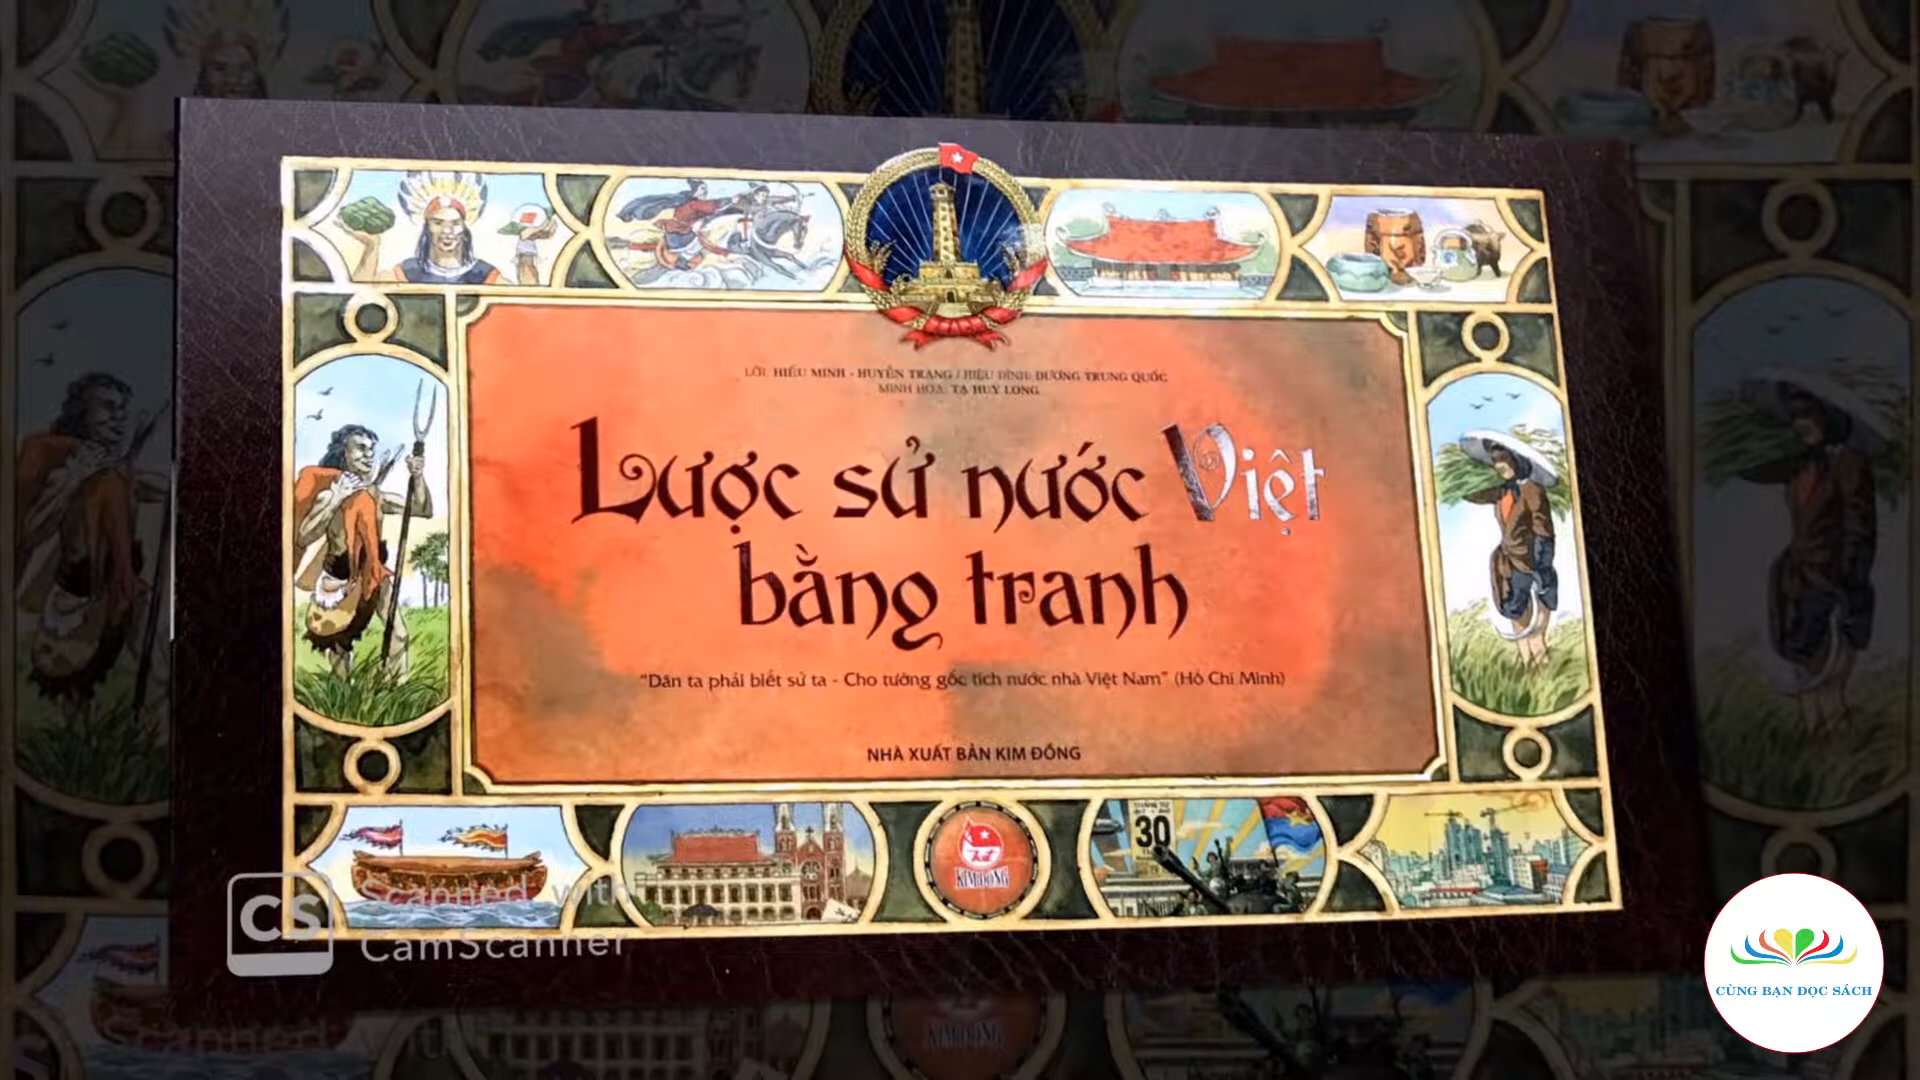 LỜI: HIẾU MINH - HUYỀN TRANG / HIỆU ĐÍNH: DƯƠNG TRUNG QUỐC
MINH HỌA: TẠ HUY LONG
Lược sử nước Việt
bằng tranh
"Dân ta phải biết sử ta - Cho tường gốc tích nước nhà Việt Nam" (Hồ Chí Minh)
NHÀ XUẤT BẢN KIM ĐỒNG
KIM ĐỒNG
30
CS Scanned with
CamScanner
CÙNG BẠN ĐỌC SÁCH